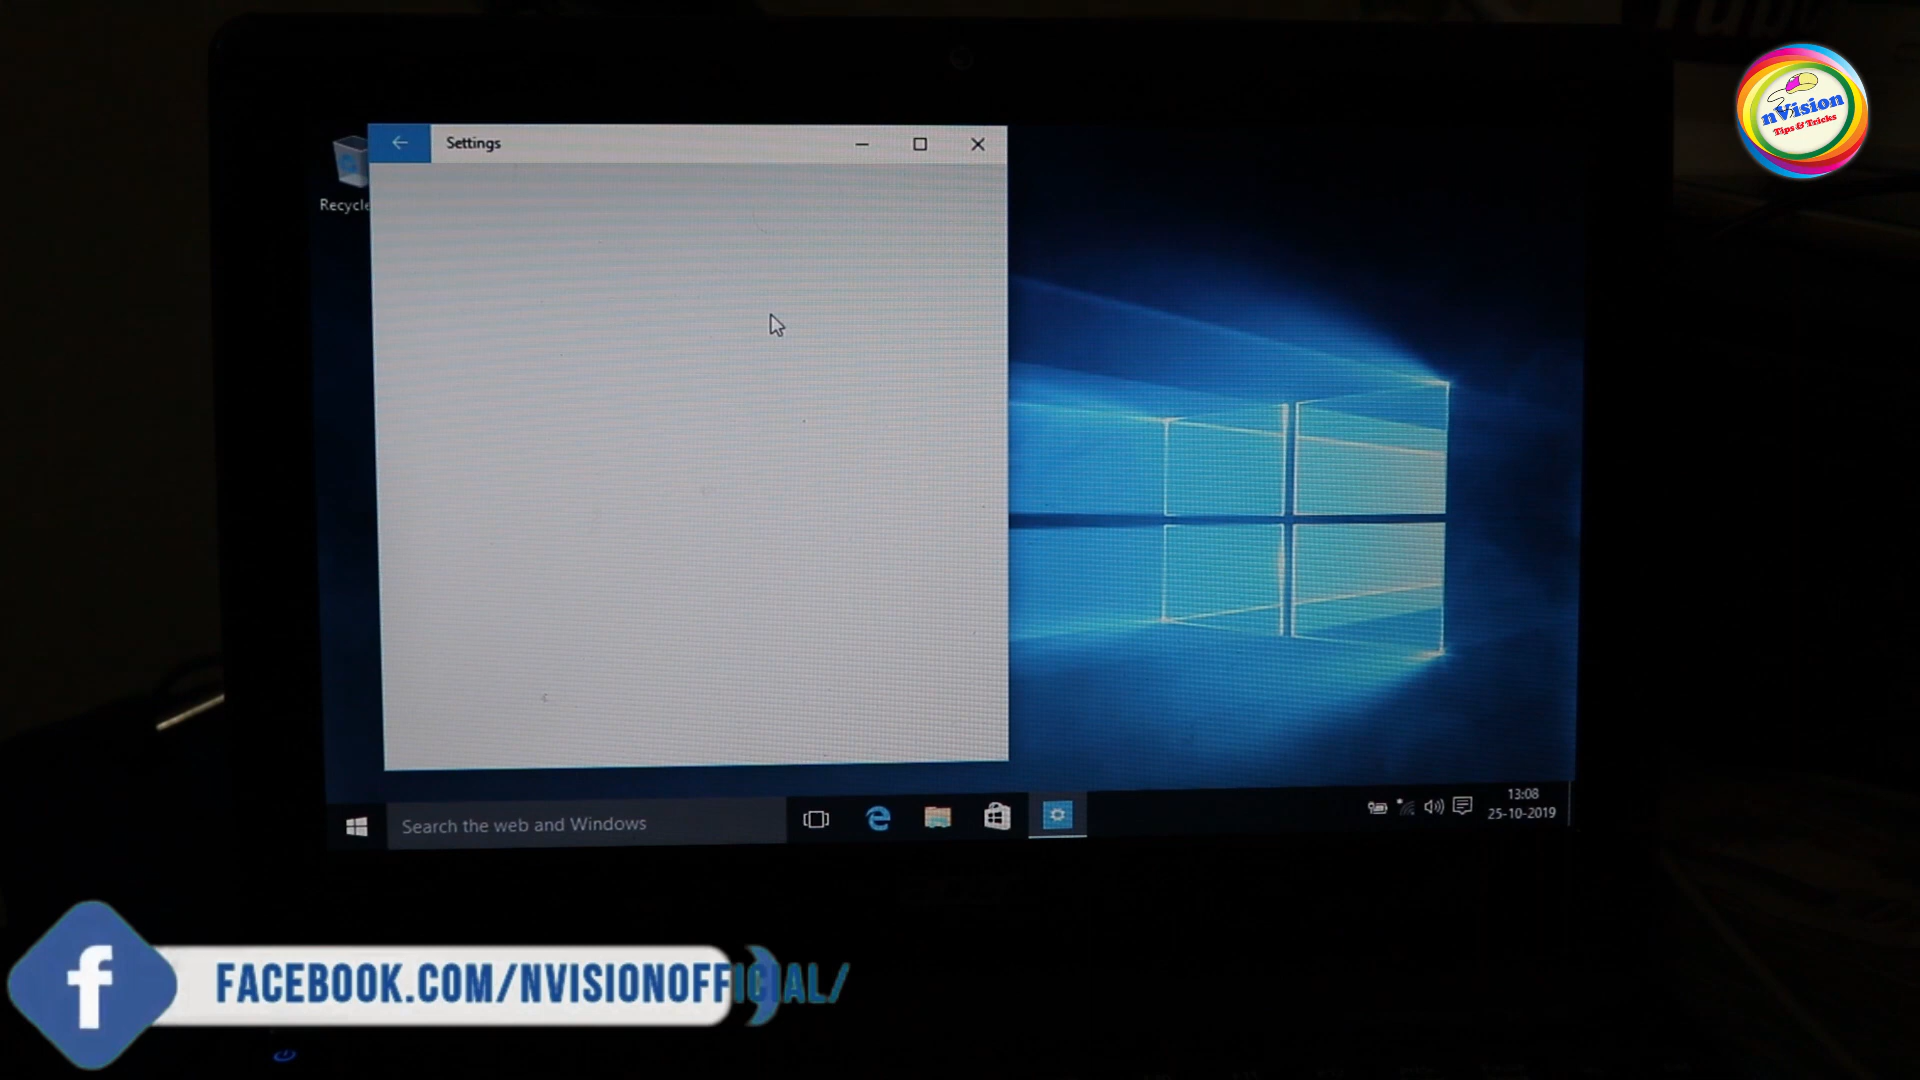 nVision
Tips & Tricks
Settings
Recycle
Search the web and Windows
13:08
25-10-2019
f FACEBOOK.COM/NVISIONOFFICIAL/